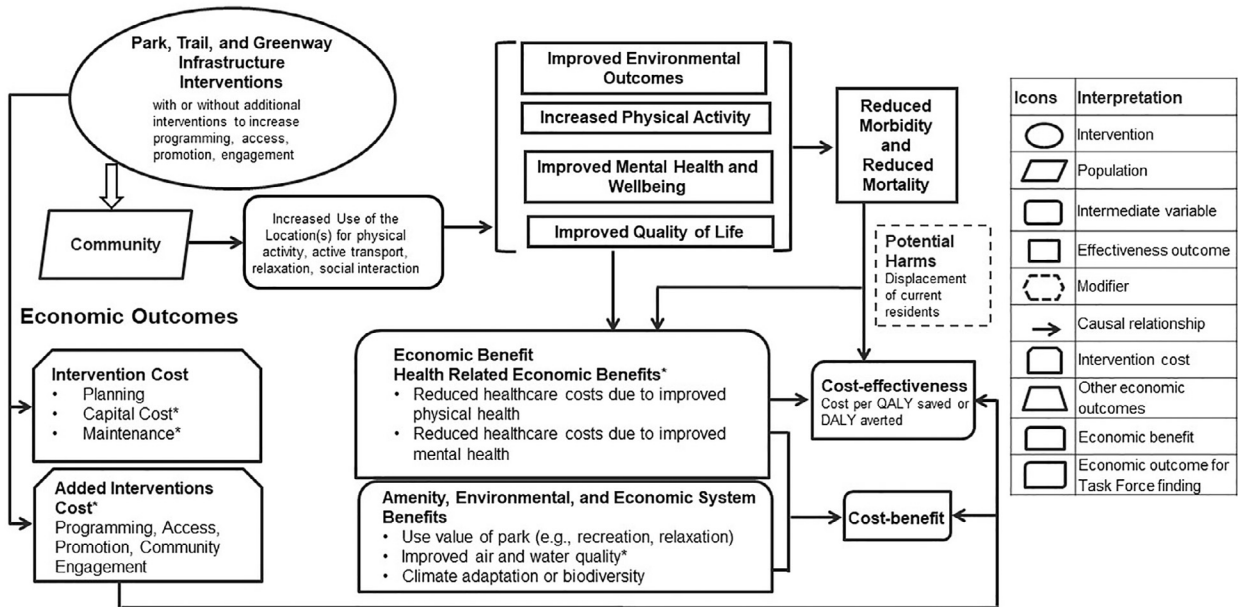 Park, Trail, and Greenway
Infrastructure
Interventions
with or without additional
interventions to increase
programming, access,
promotion, engagement
Community
Increased Use of the
Location(s) for physical
activity, active transport,
relaxation, social interaction
Improved Environmental
Outcomes
Increased Physical Activity
Improved Mental Health and
Wellbeing
Improved Quality of Life
Reduced
Morbidity
and
Reduced
Mortality
Potential
Harms
Displacement
of current
residents
Economic Outcomes
Intervention Cost
• Planning
• Capital Cost*
• Maintenance*
Added Interventions
Cost*
Programming, Access,
Promotion, Community
Engagement
Economic Benefit
Health Related Economic Benefits*
• Reduced healthcare costs due to improved
physical health
• Reduced healthcare costs due to improved
mental health
Amenity, Environmental, and Economic System
Benefits
• Use value of park (e.g., recreation, relaxation)
• Improved air and water quality*
• Climate adaptation or biodiversity
Cost-effectiveness
Cost per QALY saved or
DALY averted
Cost-benefit
Icons Interpretation
Intervention
Population
Intermediate variable
Effectiveness outcome
Modifier
Causal relationship
Intervention cost
Other economic
outcomes
Economic benefit
Economic outcome for
Task Force finding